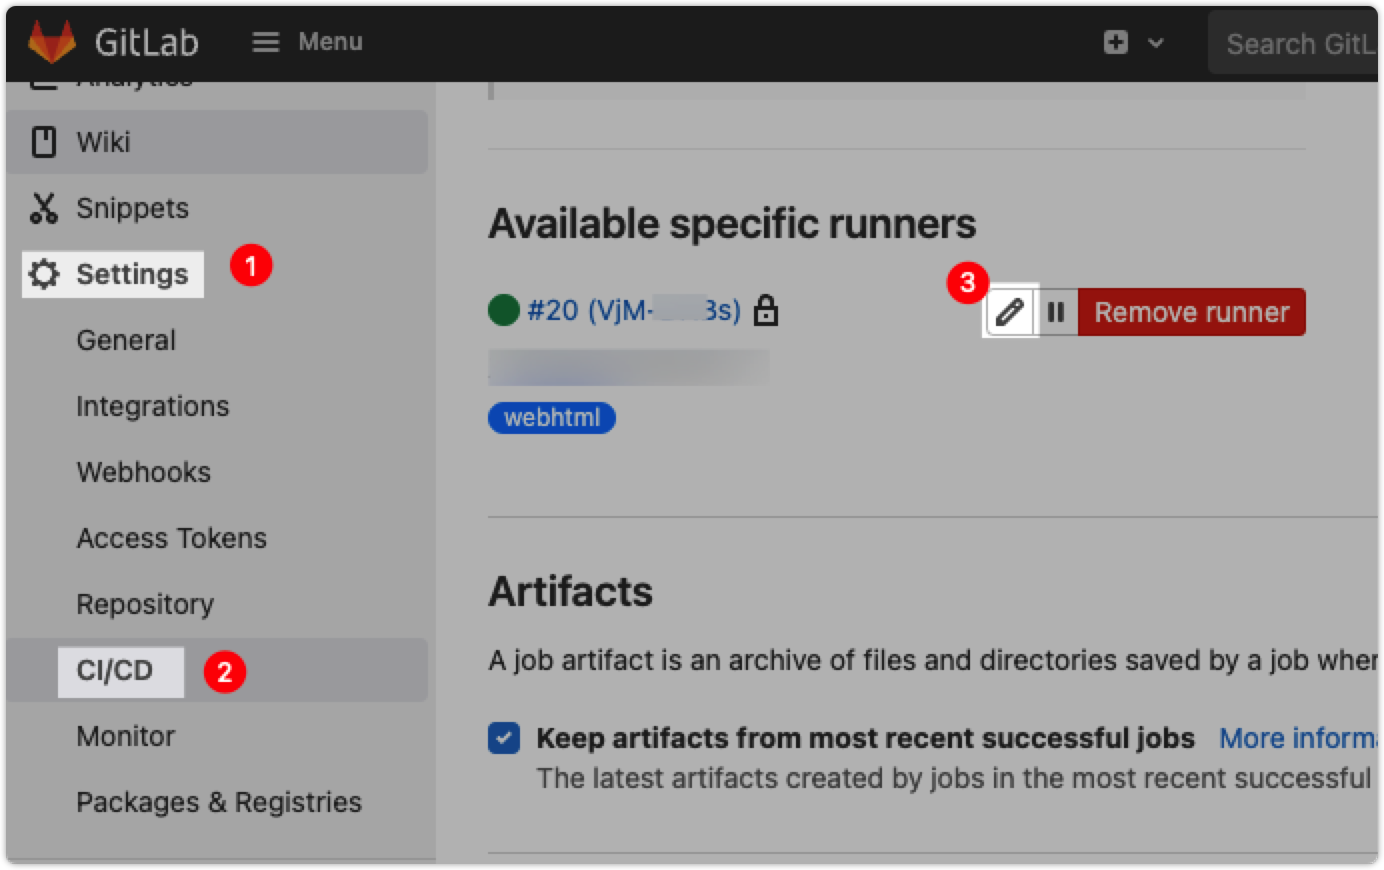 GitLab
Menu
Search GitL
Analytics
Wiki
Snippets
Settings
1
General
Integrations
Webhooks
Access Tokens
Repository
CI/CD
2
Monitor
Packages & Registries
Available specific runners
#20 (VjM- 3s)
3
Remove runner
webhtml
Artifacts
A job artifact is an archive of files and directories saved by a job wher
Keep artifacts from most recent successful jobs More informa
The latest artifacts created by jobs in the most recent successful